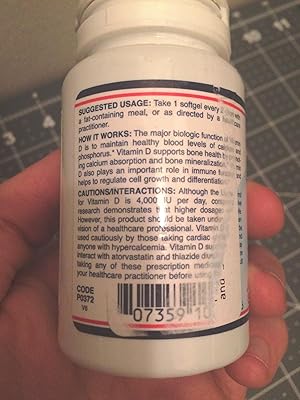 SUGGESTED USAGE: Take 1 softgel every
a fat-containing meal, or as directed by a
practitioner.
HOW IT WORKS: The major biologic function
D is to maintain healthy blood levels of
phosphorus.* Vitamin D supports bone health by
ing calcium absorption and bone mineralization.
D also plays an important role in immune
helps to regulate cell growth and differentiation.
CAUTIONS/INTERACTIONS: Although the
for Vitamin D is 4,000 IU per day,
research demonstrates that higher dosages
However, this product should be taken under
vision of a healthcare professional. Vitamin
used cautiously by those taking cardiac
anyone with hypercalcemia. Vitamin D
interact with atorvastatin and thiazide
taking any of these prescription
your healthcare practitioner before
CODE
P0372
V6
07359 10
and